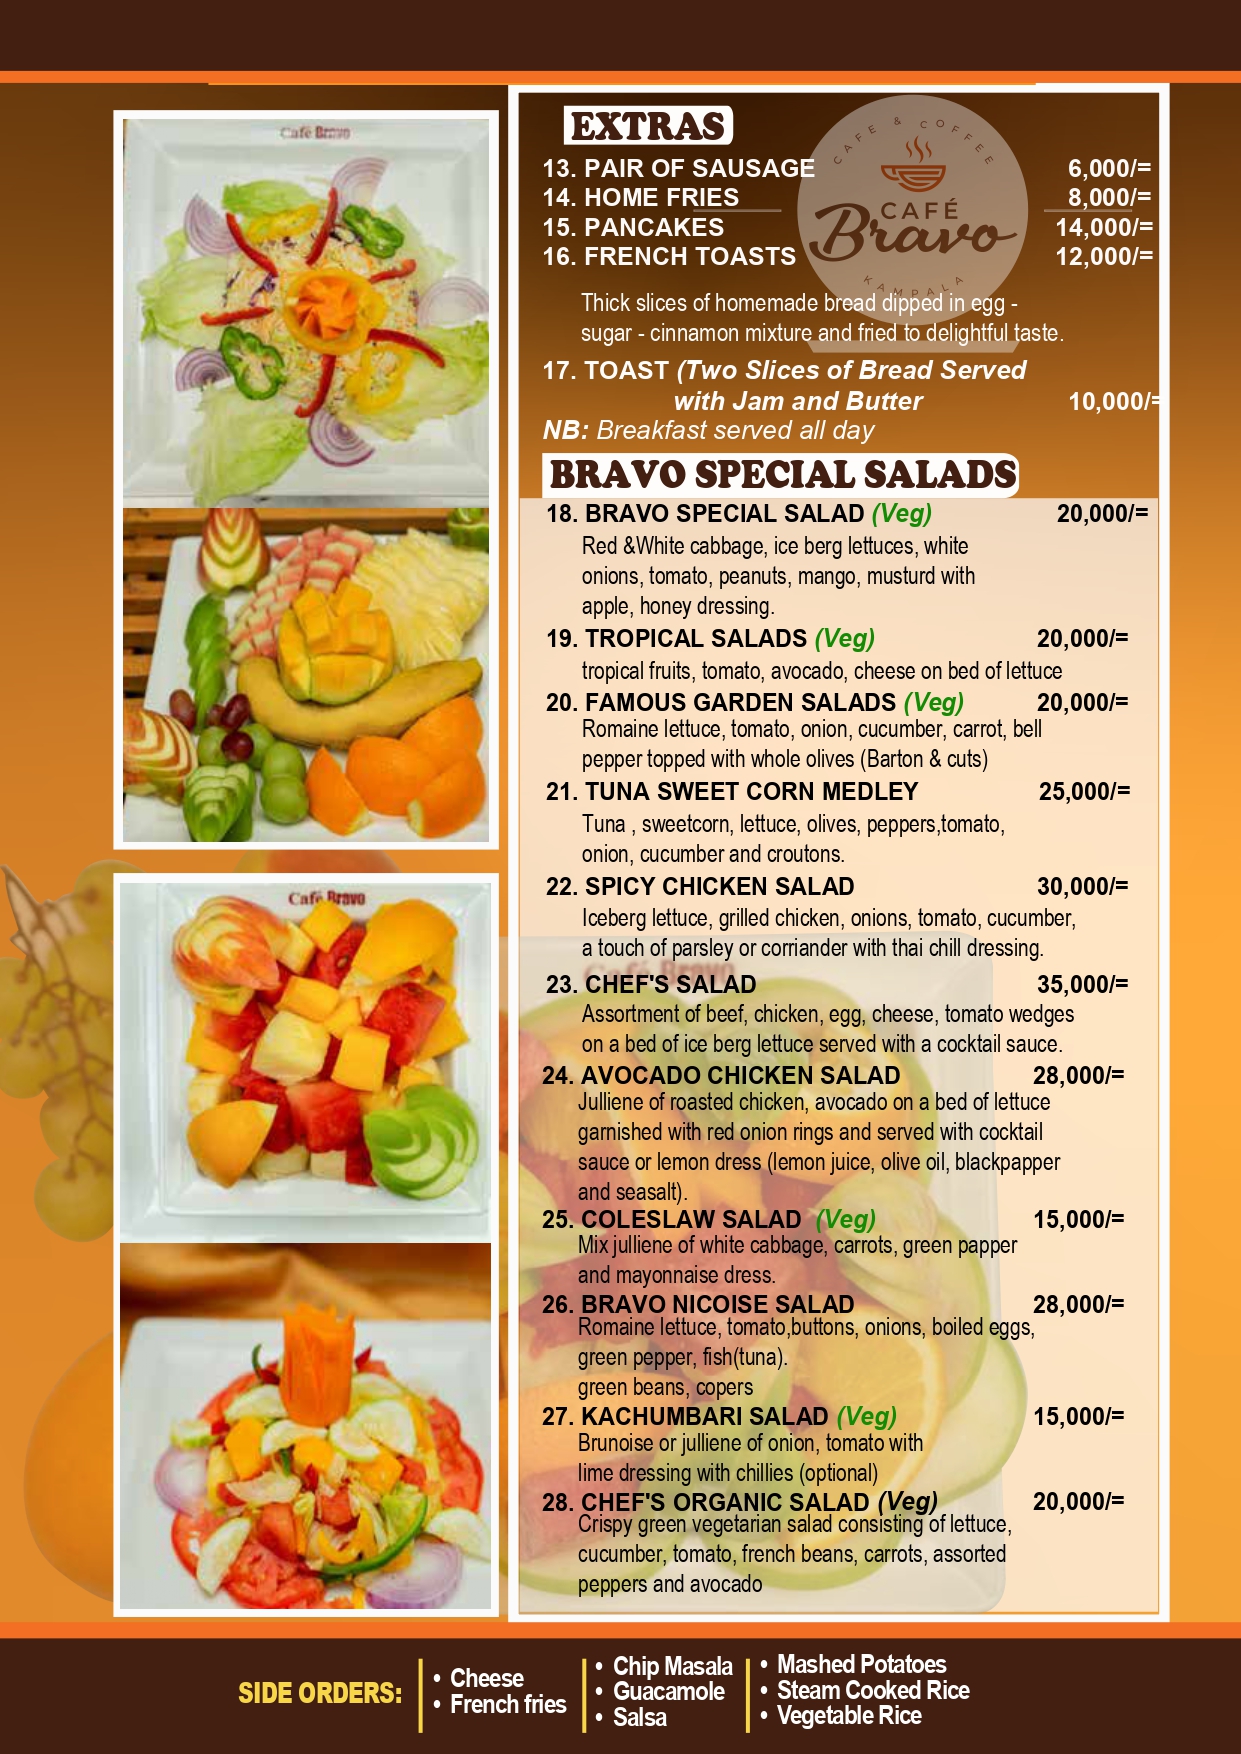 Café Bravo
EXTRAS
CAFE & COFFEE
CAFÉ
Bravo
KAMPALA
13. PAIR OF SAUSAGE 6,000/=
14. HOME FRIES 8,000/=
15. PANCAKES 14,000/=
16. FRENCH TOASTS 12,000/=
Thick slices of homemade bread dipped in egg -
sugar - cinnamon mixture and fried to delightful taste.
17. TOAST (Two Slices of Bread Served
with Jam and Butter 10,000/=
NB: Breakfast served all day
BRAVO SPECIAL SALADS
18. BRAVO SPECIAL SALAD (Veg) 20,000/=
Red &White cabbage, ice berg lettuces, white
onions, tomato, peanuts, mango, musturd with
apple, honey dressing.
19. TROPICAL SALADS (Veg) 20,000/=
tropical fruits, tomato, avocado, cheese on bed of lettuce
20. FAMOUS GARDEN SALADS (Veg) 20,000/=
Romaine lettuce, tomato, onion, cucumber, carrot, bell
pepper topped with whole olives (Barton & cuts)
21. TUNA SWEET CORN MEDLEY 25,000/=
Tuna , sweetcorn, lettuce, olives, peppers,tomato,
onion, cucumber and croutons.
22. SPICY CHICKEN SALAD 30,000/=
Iceberg lettuce, grilled chicken, onions, tomato, cucumber,
a touch of parsley or corriander with thai chill dressing.
Café Bravo
Café Bravo
23. CHEF'S SALAD 35,000/=
Assortment of beef, chicken, egg, cheese, tomato wedges
on a bed of ice berg lettuce served with a cocktail sauce.
24. AVOCADO CHICKEN SALAD 28,000/=
Julliene of roasted chicken, avocado on a bed of lettuce
garnished with red onion rings and served with cocktail
sauce or lemon dress (lemon juice, olive oil, blackpapper
and seasalt).
25. COLESLAW SALAD (Veg) 15,000/=
Mix julliene of white cabbage, carrots, green papper
and mayonnaise dress.
26. BRAVO NICOISE SALAD 28,000/=
Romaine lettuce, tomato,buttons, onions, boiled eggs,
green pepper, fish(tuna).
green beans, copers
27. KACHUMBARI SALAD (Veg) 15,000/=
Brunoise or julliene of onion, tomato with
lime dressing with chillies (optional)
28. CHEF'S ORGANIC SALAD (Veg) 20,000/=
Crispy green vegetarian salad consisting of lettuce,
cucumber, tomato, french beans, carrots, assorted
peppers and avocado
SIDE ORDERS:
• Cheese
• French fries
• Chip Masala
• Guacamole
• Salsa
• Mashed Potatoes
• Steam Cooked Rice
• Vegetable Rice